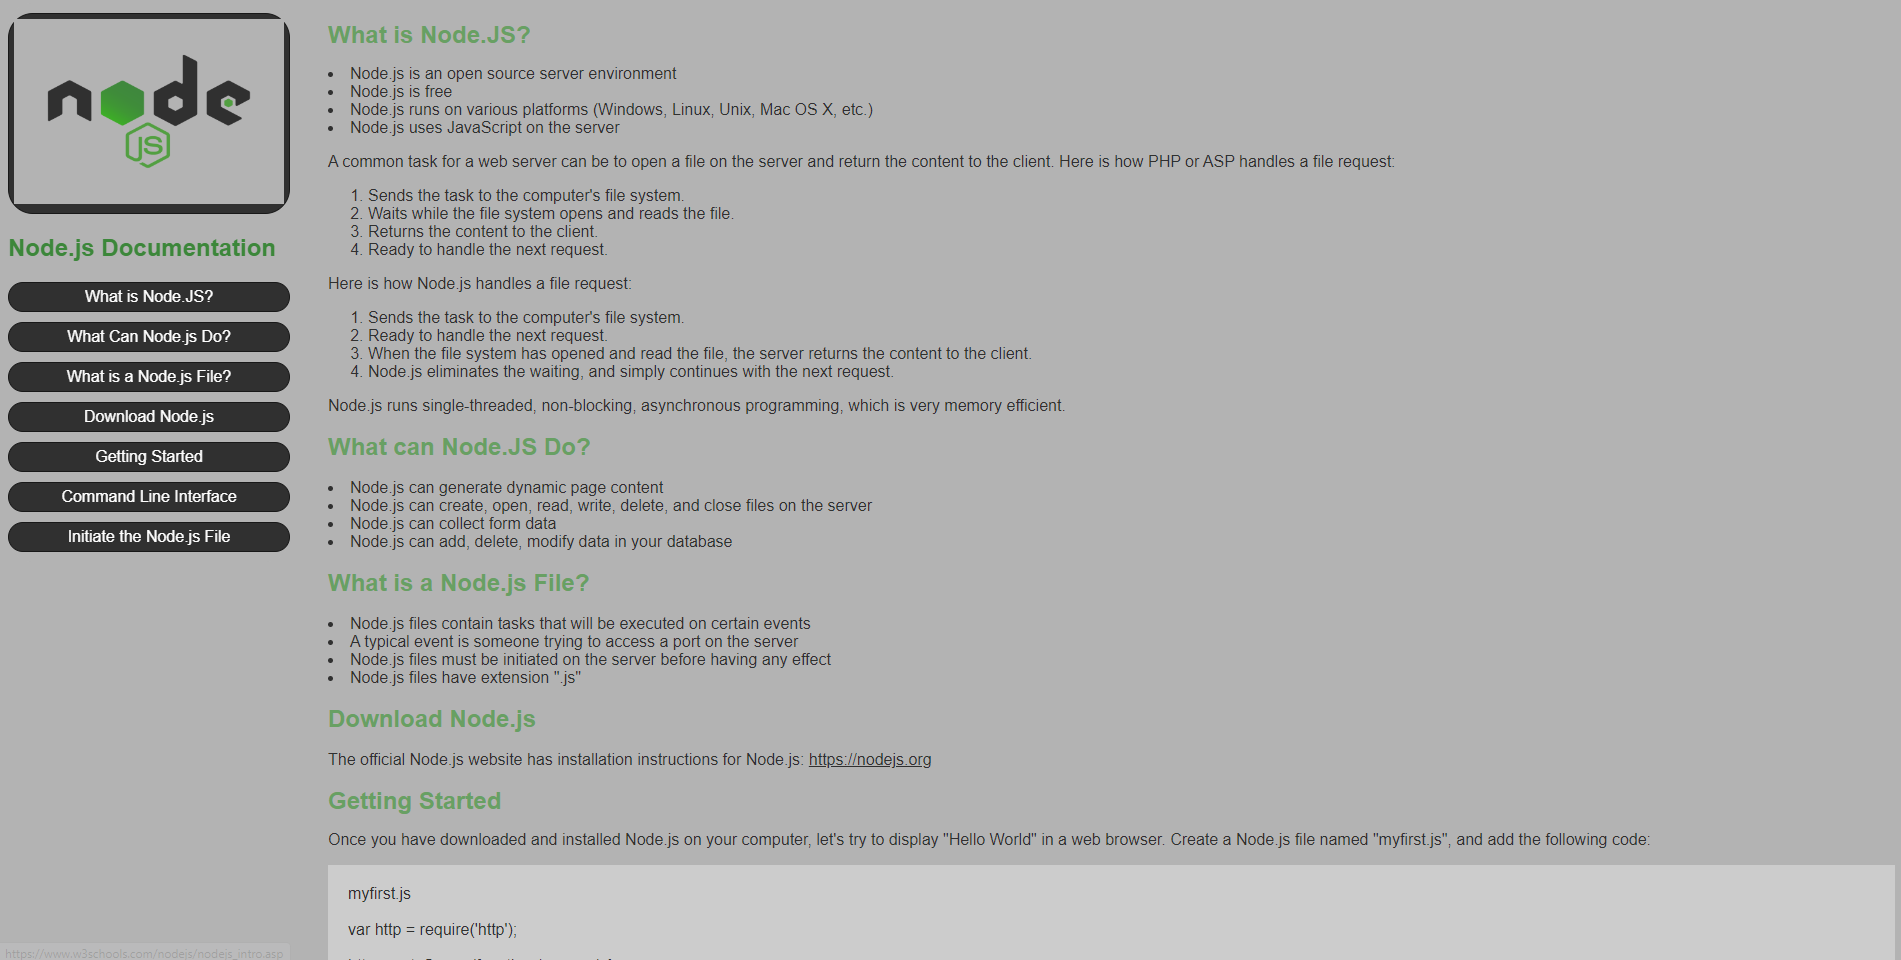 node
JS
Node.js Documentation
What is Node.JS?
What Can Node.js Do?
What is a Node.js File?
Download Node.js
Getting Started
Command Line Interface
Initiate the Node.js File
What is Node.JS?
• Node.js is an open source server environment
• Node.js is free
• Node.js runs on various platforms (Windows, Linux, Unix, Mac OS X, etc.)
• Node.js uses JavaScript on the server
A common task for a web server can be to open a file on the server and return the content to the client. Here is how PHP or ASP handles a file request:
1. Sends the task to the computer's file system.
2. Waits while the file system opens and reads the file.
3. Returns the content to the client.
4. Ready to handle the next request.
Here is how Node.js handles a file request:
1. Sends the task to the computer's file system.
2. Ready to handle the next request.
3. When the file system has opened and read the file, the server returns the content to the client.
4. Node.js eliminates the waiting, and simply continues with the next request.
Node.js runs single-threaded, non-blocking, asynchronous programming, which is very memory efficient.
What can Node.JS Do?
• Node.js can generate dynamic page content
• Node.js can create, open, read, write, delete, and close files on the server
• Node.js can collect form data
• Node.js can add, delete, modify data in your database
What is a Node.js File?
• Node.js files contain tasks that will be executed on certain events
• A typical event is someone trying to access a port on the server
• Node.js files must be initiated on the server before having any effect
• Node.js files have extension ".js"
Download Node.js
The official Node.js website has installation instructions for Node.js: https://nodejs.org
Getting Started
Once you have downloaded and installed Node.js on your computer, let's try to display "Hello World" in a web browser. Create a Node.js file named "myfirst.js", and add the following code:
myfirst.js
var http = require('http');
https://www.w3schools.com/nodejs/nodejs_intro.asp